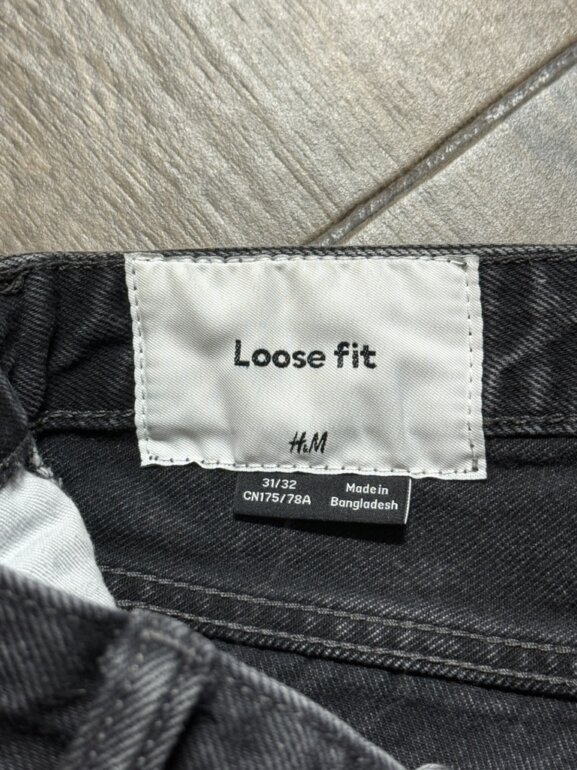 Loose fit
H&M
31/32
CN175/78A
Made in
Bangladesh